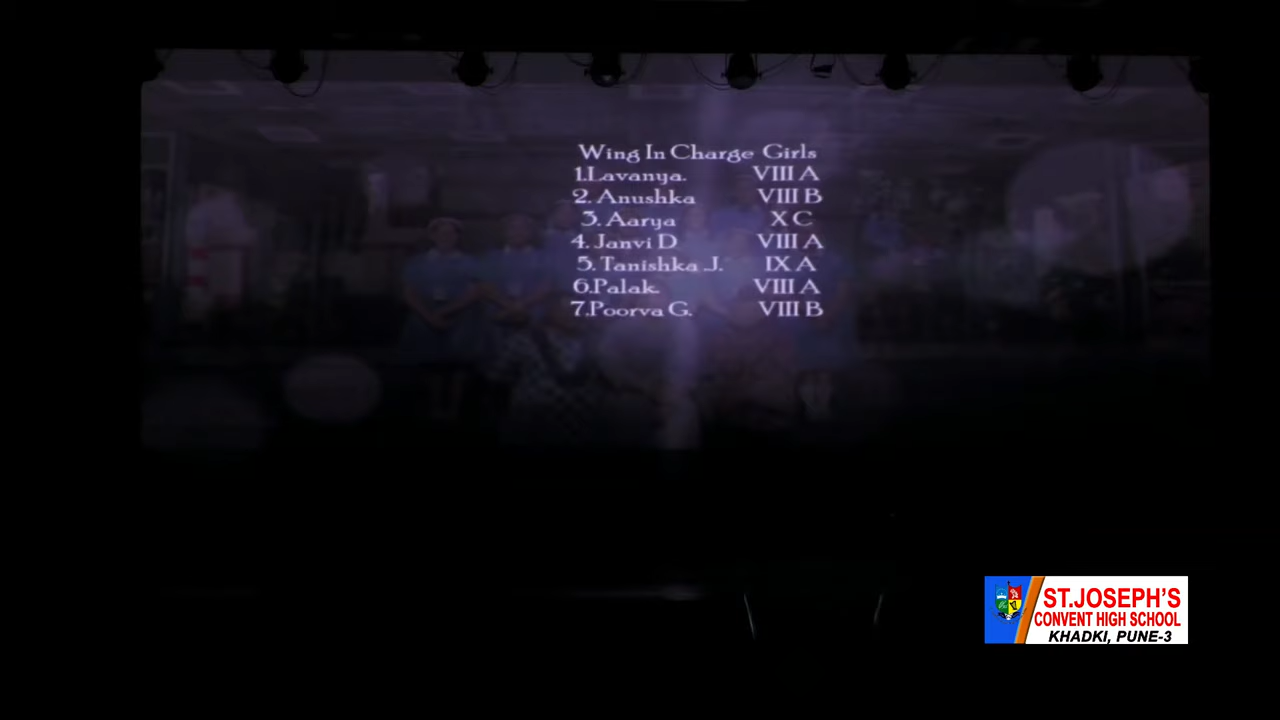 Wing In Charge Girls
1.Lavanya. VIII A
2. Anushka VIII B
3. Aarya X C
4. Janvi D VIII A
5. Tanishka J. IX A
6.Palak. VIII A
7.Poorva G. VIII B
ST.JOSEPH'S
CONVENT HIGH SCHOOL
KHADKI, PUNE-3